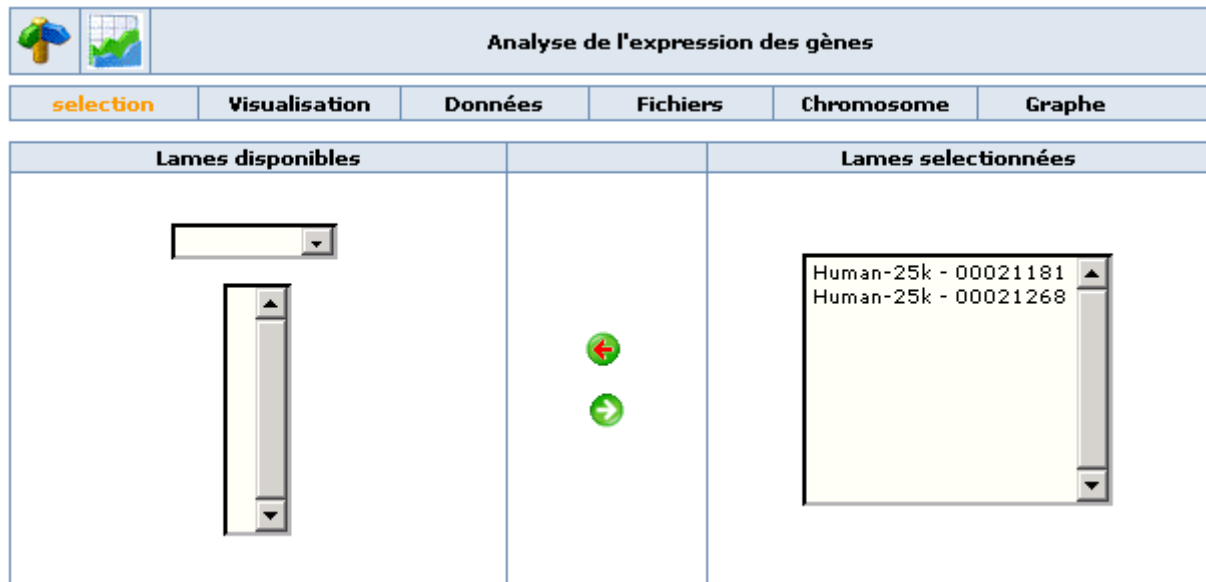 Analyse de l'expression des gènes
selection Visualisation Données Fichiers Chromosome Graphe
Lames disponibles Lames selectionnées
Human-25k - 00021181
Human-25k - 00021268